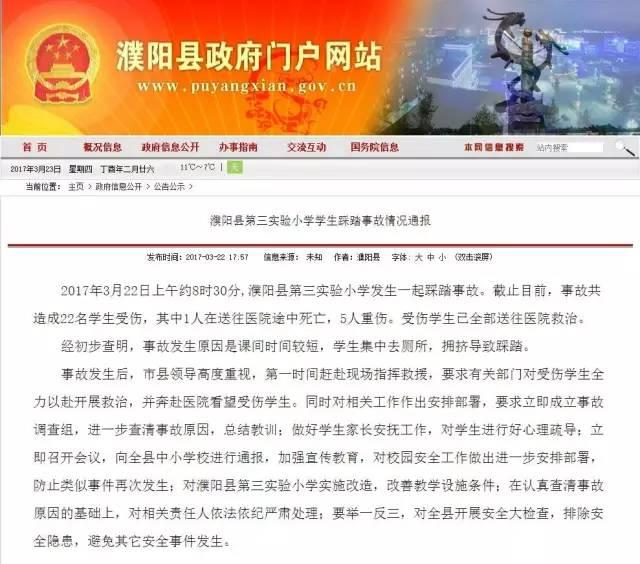 濮阳县政府门户网站
www.puyangxian.gov.cn
首 页 概况信息 政府信息公开 办事指南 交流互动 国务院信息 本网信息搜索 站内搜索
2017年3月23日 星期四 丁酉年二月廿六 11℃~7℃ | 天
当前位置： 主页 > 政府信息公开 > 公告公示 >
濮阳县第三实验小学学生踩踏事故情况通报
发布时间：2017-03-22 17:57 信息来源： 未知 作者：濮阳县 字体：大 中 小 （双击滚屏）
2017年3月22日上午约8时30分,濮阳县第三实验小学发生一起踩踏事故。截止目前，事故共
造成22名学生受伤，其中1人在送往医院途中死亡，5人重伤。受伤学生已全部送往医院救治。
经初步查明，事故发生原因是课间时间较短，学生集中去厕所，拥挤导致踩踏。
事故发生后，市县领导高度重视，第一时间赶赴现场指挥救援，要求有关部门对受伤学生全
力以赴开展救治，并奔赴医院看望受伤学生。同时对相关工作作出安排部署，要求立即成立事故
调查组，进一步查清事故原因，总结教训；做好学生家长安抚工作，对学生进行好心理疏导；立
即召开会议，向全县中小学校进行通报，加强宣传教育，对校园安全工作做出进一步安排部署，
防止类似事件再次发生；对濮阳县第三实验小学实施改造，改善教学设施条件；在认真查清事故
原因的基础上，对相关责任人依法依纪严肃处理；要举一反三，对全县开展安全大检查，排除安
全隐患，避免其它安全事件发生。